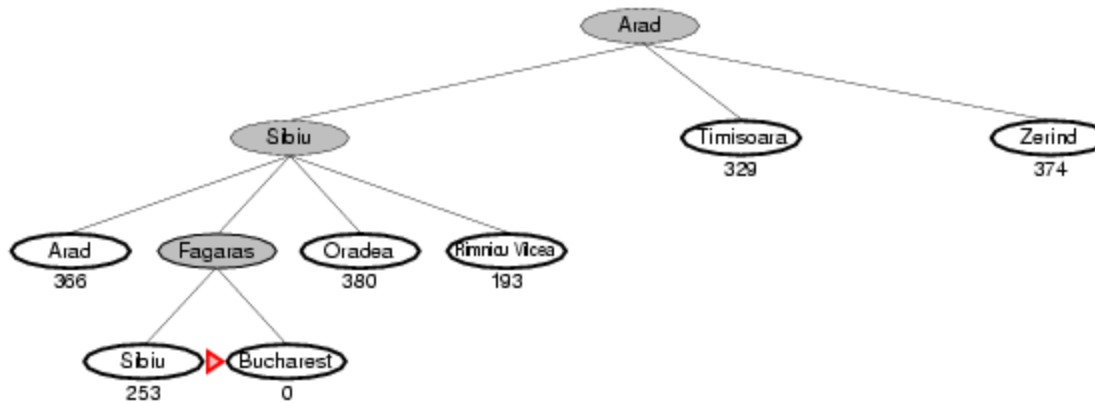 Arad
Sibiu
Timisoara
Zerind
329
374
Arad
Fagaras
Oradea
Rimnicu Vilcea
366
380
193
Sibiu
Bucharest
253
0